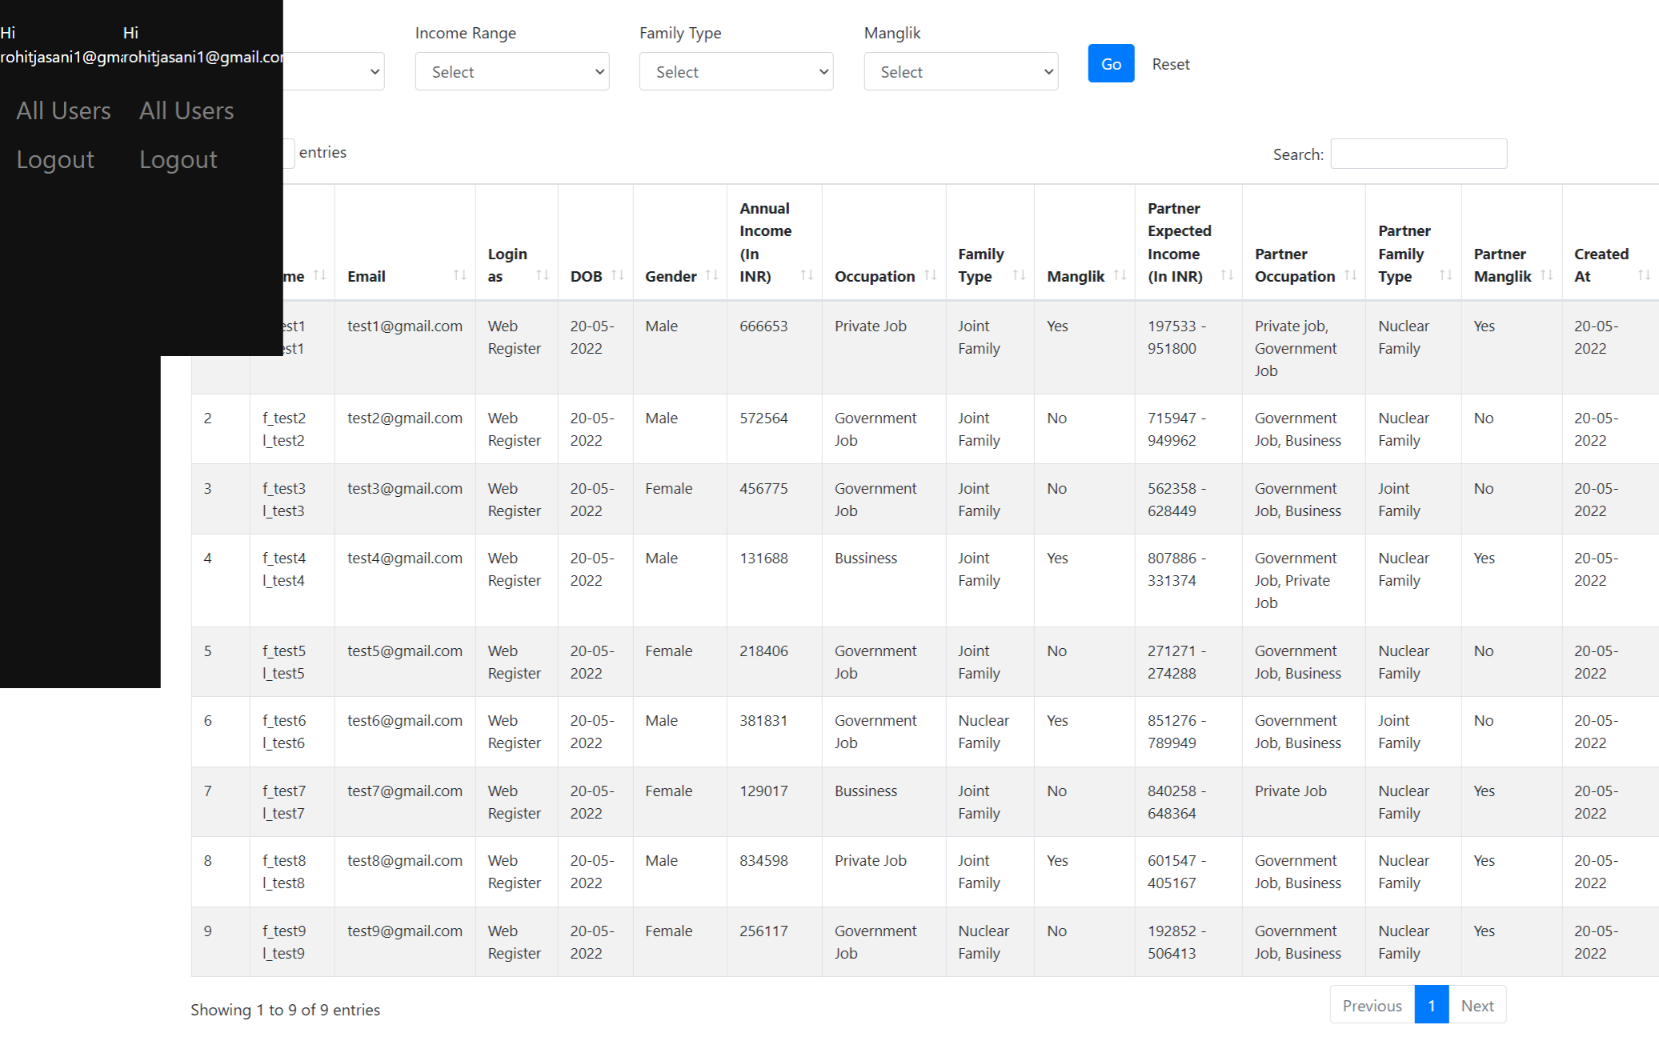 Hi Hi
rohitjasani1@gm rohitjasani1@gmail.co
All Users All Users
Logout Logout
Income Range Family Type Manglik
Select Select Select Go Reset
entries Search:
me Email Login as DOB Gender Annual Income (In INR) Occupation Family Type Manglik Partner Expected Income (In INR) Partner Occupation Partner Family Type Partner Manglik Created At
est1 est1 test1@gmail.com Web Register 20-05-2022 Male 666653 Private Job Joint Family Yes 197533 - 951800 Private job, Government Job Nuclear Family Yes 20-05-2022
2 f_test2 l_test2 test2@gmail.com Web Register 20-05-2022 Male 572564 Government Job Joint Family No 715947 - 949962 Government Job, Business Nuclear Family No 20-05-2022
3 f_test3 l_test3 test3@gmail.com Web Register 20-05-2022 Female 456775 Government Job Joint Family No 562358 - 628449 Government Job, Business Joint Family No 20-05-2022
4 f_test4 l_test4 test4@gmail.com Web Register 20-05-2022 Male 131688 Bussiness Joint Family Yes 807886 - 331374 Government Job, Private Job Nuclear Family Yes 20-05-2022
5 f_test5 l_test5 test5@gmail.com Web Register 20-05-2022 Female 218406 Government Job Joint Family No 271271 - 274288 Government Job, Business Nuclear Family No 20-05-2022
6 f_test6 l_test6 test6@gmail.com Web Register 20-05-2022 Male 381831 Government Job Nuclear Family Yes 851276 - 789949 Government Job, Business Joint Family No 20-05-2022
7 f_test7 l_test7 test7@gmail.com Web Register 20-05-2022 Female 129017 Bussiness Joint Family No 840258 - 648364 Private Job Nuclear Family Yes 20-05-2022
8 f_test8 l_test8 test8@gmail.com Web Register 20-05-2022 Male 834598 Private Job Joint Family Yes 601547 - 405167 Government Job, Business Nuclear Family Yes 20-05-2022
9 f_test9 l_test9 test9@gmail.com Web Register 20-05-2022 Female 256117 Government Job Nuclear Family No 192852 - 506413 Government Job, Business Nuclear Family Yes 20-05-2022
Showing 1 to 9 of 9 entries Previous 1 Next